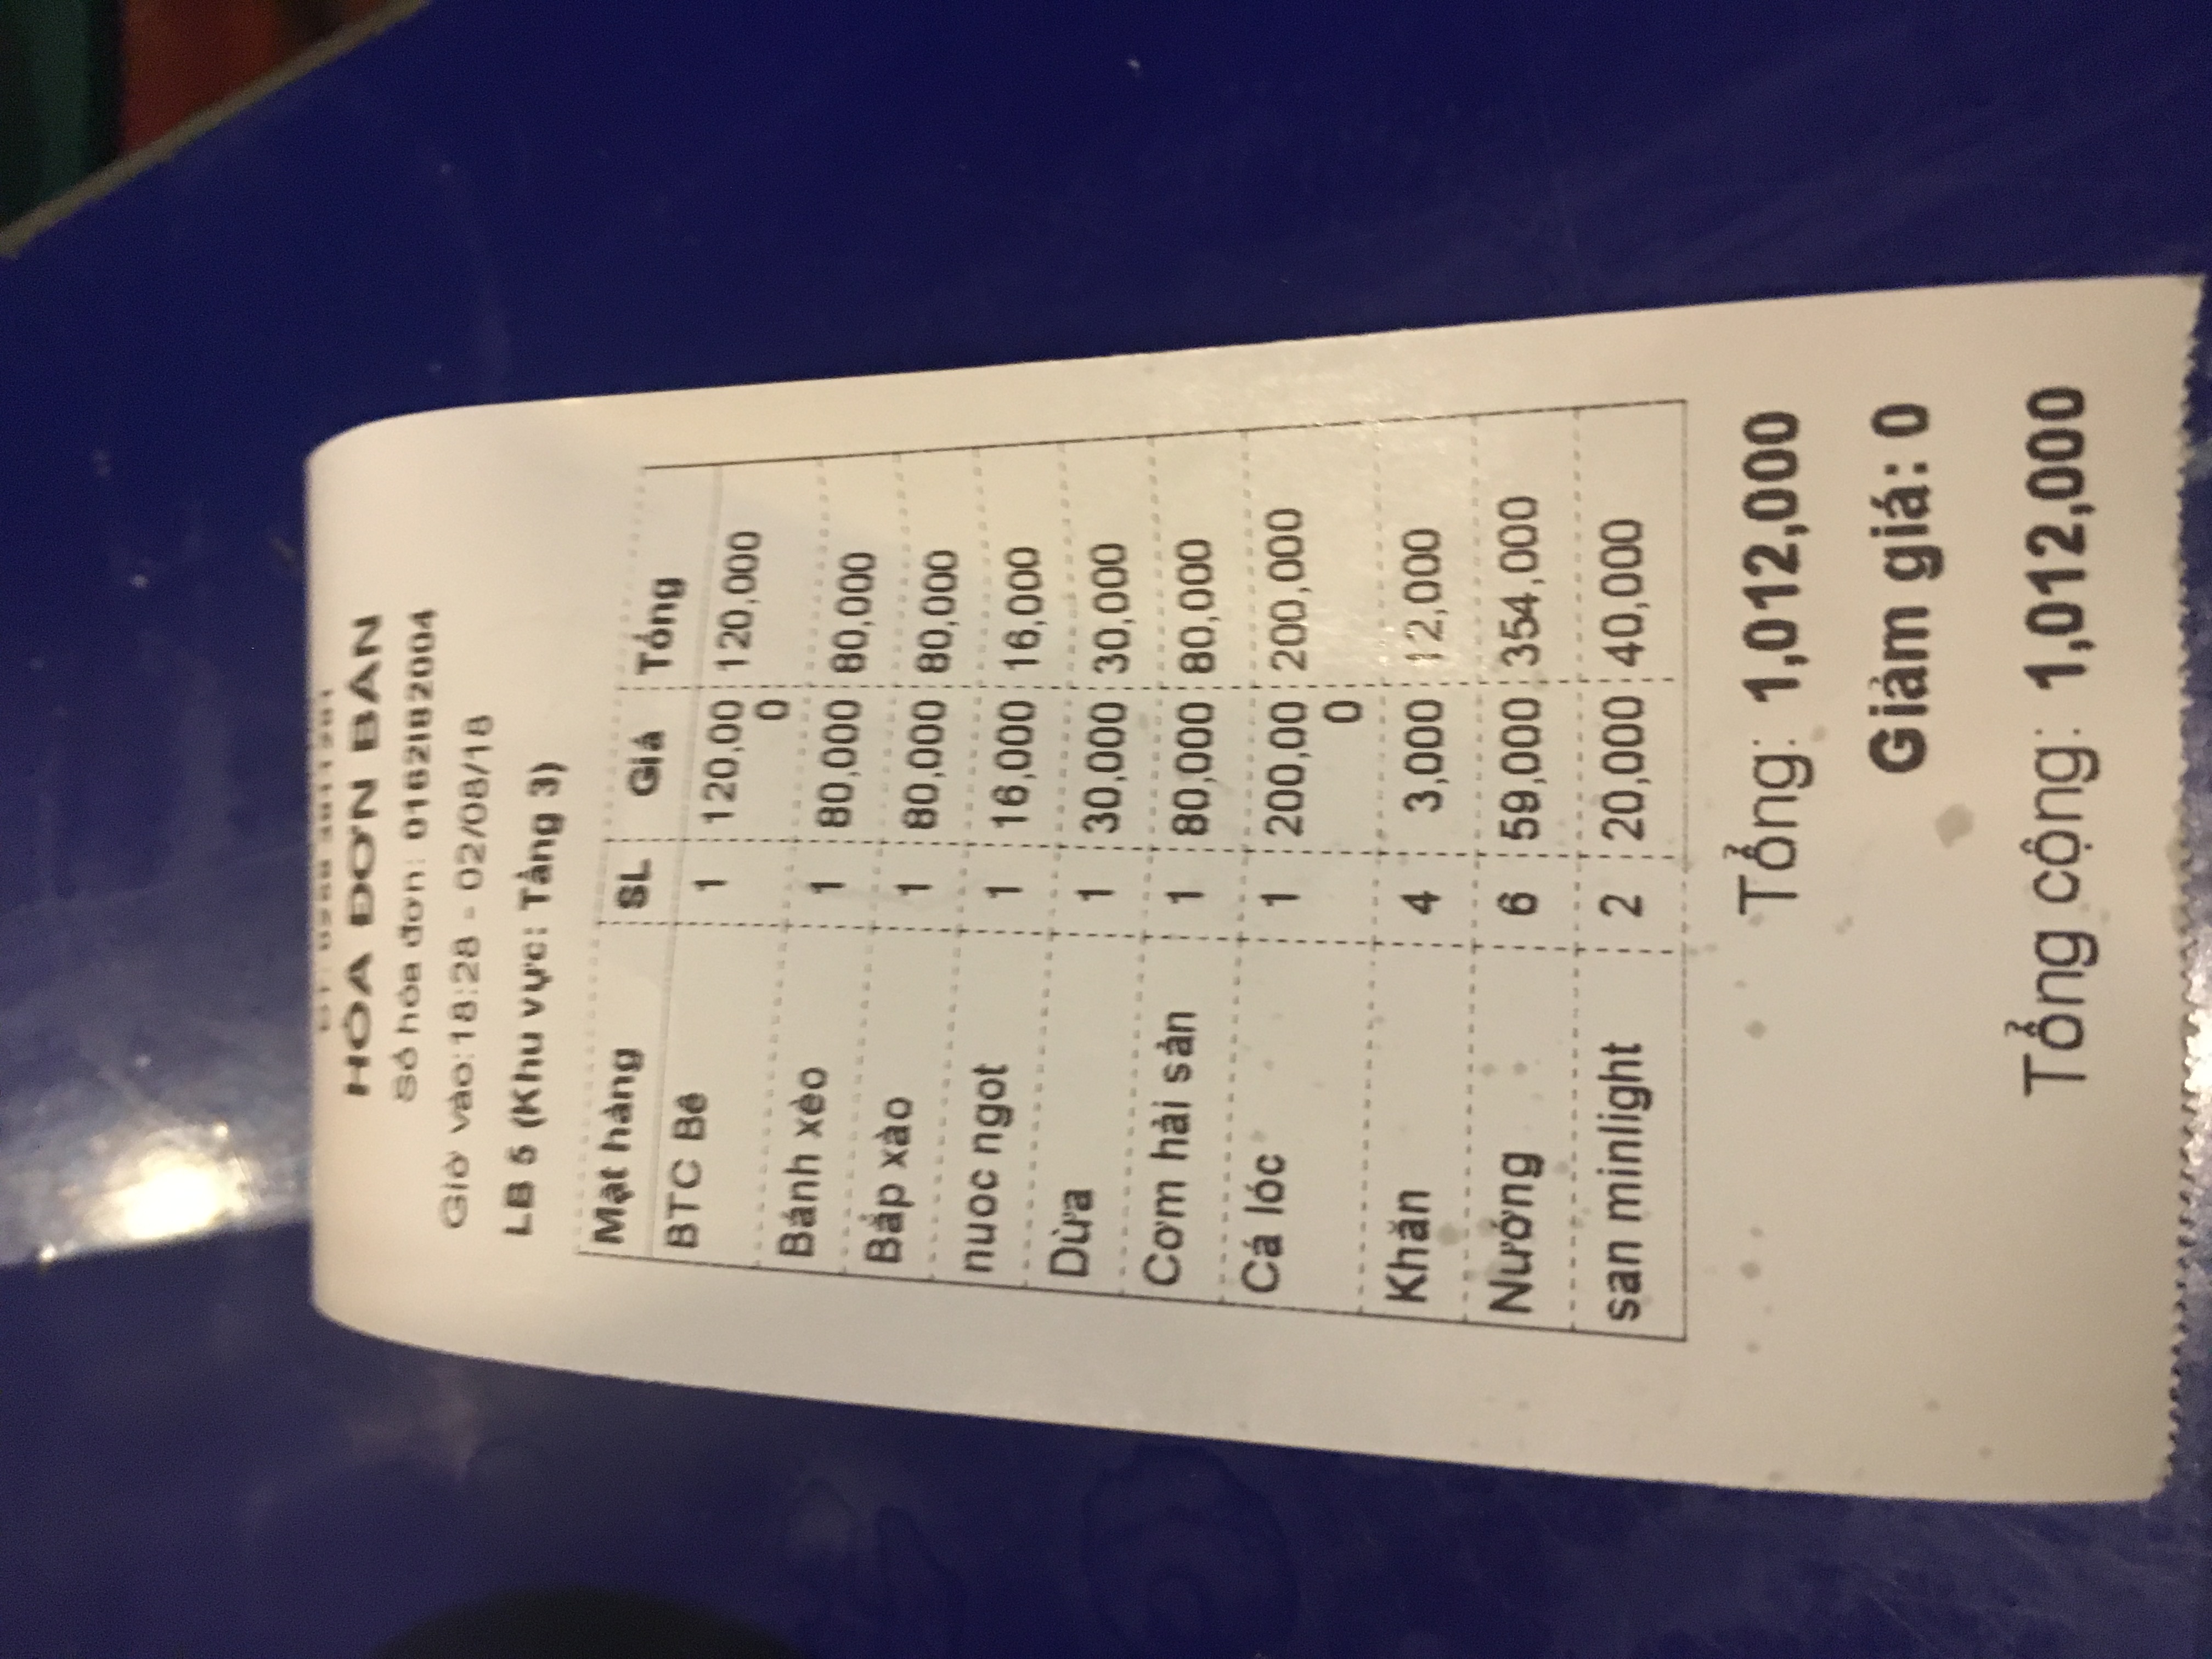 HÓA ĐƠN BÁN
Số hóa đơn: 0182182004
Giờ vào:18:28 - 02/08/18
LB 5 (Khu vực: Tầng 3)
Mặt hàng SL Giá Tổng
BTC Bê 1 120,00 120,000
0
Bánh xèo 1 80,000 80,000
Bắp xào 1 80,000 80,000
nuoc ngot 1 16,000 16,000
Dừa 1 30,000 30,000
Cơm hải sản 1 80,000 80,000
Cá lóc 1 200,00 200,000
0
Khăn 4 3,000 12,000
Nướng 6 59,000 354,000
san minlight 2 20,000 40,000
Tổng: 1,012,000
Giảm giá: 0
Tổng cộng: 1,012,000